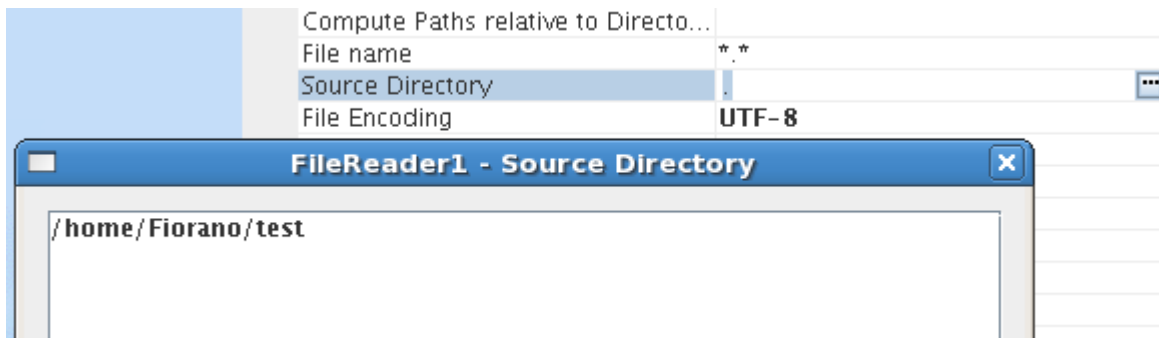 Compute Paths relative to Directo...
File name *.*
Source Directory .
File Encoding UTF-8
FileReader1 - Source Directory
/home/Fiorano/test